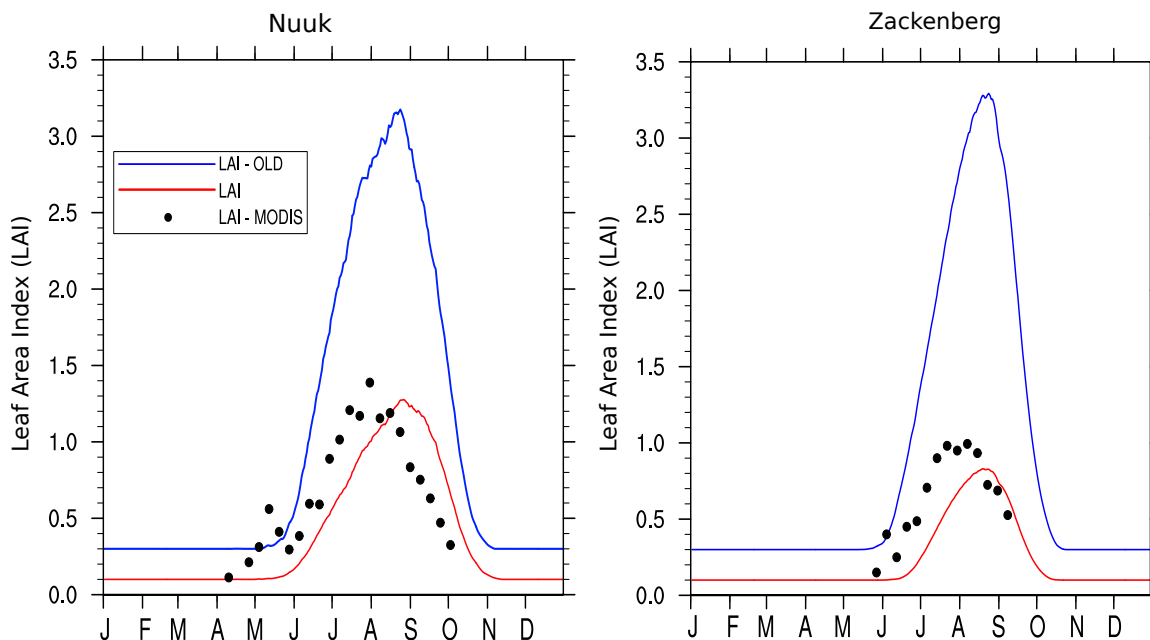 Nuuk
Zackenberg
J F M A M J J A S O N D
J F M A M J J A S O N D
3.5
3.0
2.5
2.0
1.5
1.0
0.5
0.0
Leaf Area Index (LAI)
LAI - OLD
LAI
LAI - MODIS
3.5
3.0
2.5
2.0
1.5
1.0
0.5
0.0
Leaf Area Index (LAI)